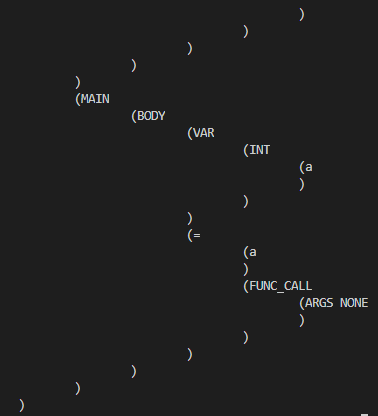 )
)
)
)
)
(MAIN
(BODY
(VAR
(INT
(a
)
)
)
(=
(a
)
(FUNC_CALL
(ARGS NONE
)
)
)
)
)
)